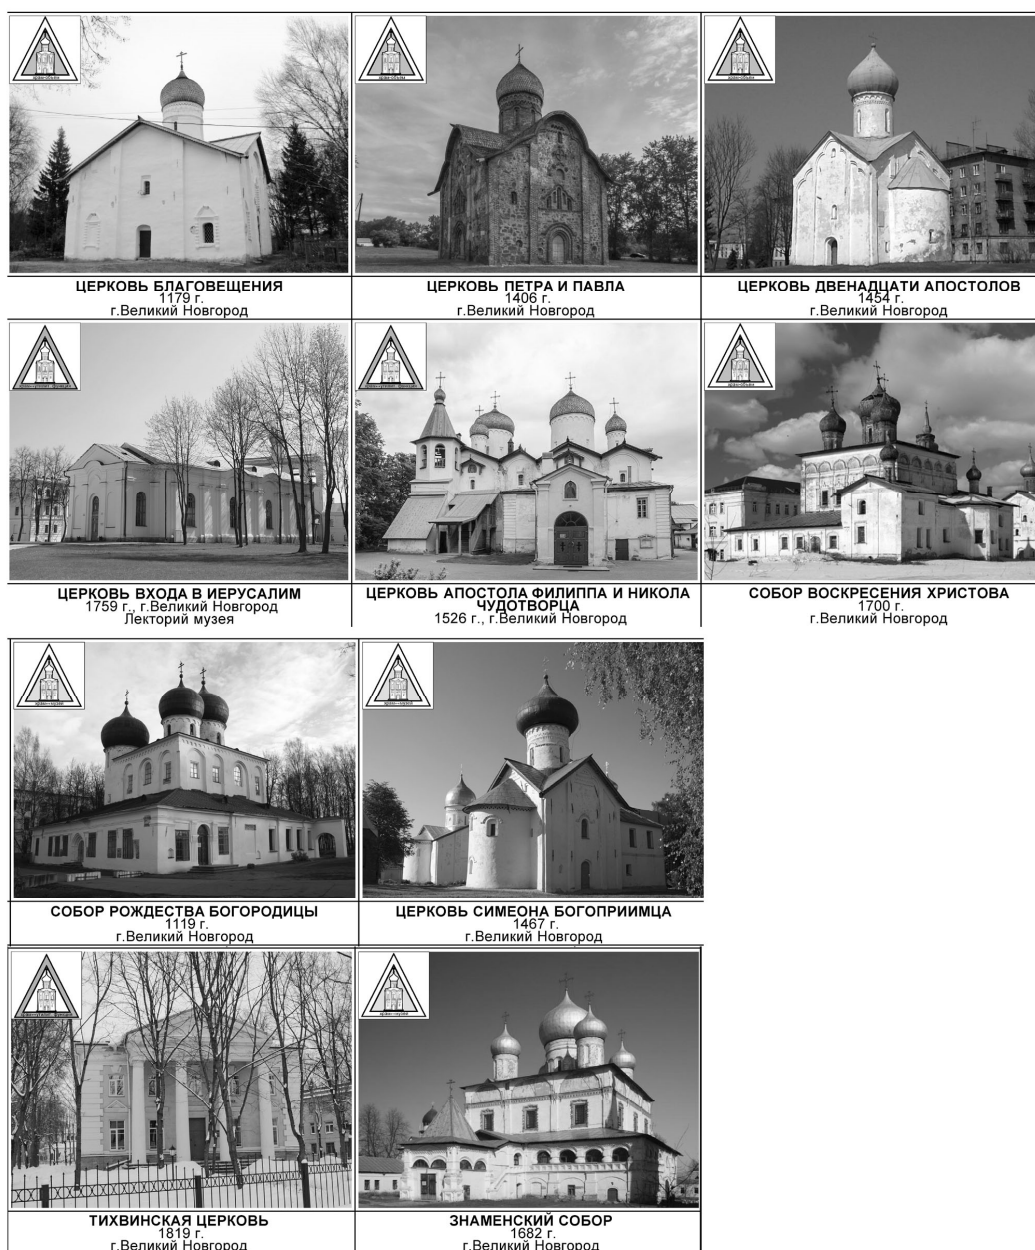 ЦЕРКОВЬ БЛАГОВЕЩЕНИЯ
1179 г.
г.Великий Новгород
ЦЕРКОВЬ ПЕТРА И ПАВЛА
1406 г.
г.Великий Новгород
ЦЕРКОВЬ ДВЕНАДЦАТИ АПОСТОЛОВ
1454 г.
г.Великий Новгород
ЦЕРКОВЬ ВХОДА В ИЕРУСАЛИМ
1759 г., г.Великий Новгород
Лекторий музея
ЦЕРКОВЬ АПОСТОЛА ФИЛИППА И НИКОЛА
ЧУДОТВОРЦА
1526 г., г.Великий Новгород
СОБОР ВОСКРЕСЕНИЯ ХРИСТОВА
1700 г.
г.Великий Новгород
СОБОР РОЖДЕСТВА БОГОРОДИЦЫ
1119 г.
г.Великий Новгород
ЦЕРКОВЬ СИМЕОНА БОГОПРИИМЦА
1467 г.
г.Великий Новгород
ТИХВИНСКАЯ ЦЕРКОВЬ
1819 г.
г.Великий Новгород
ЗНАМЕНСКИЙ СОБОР
1682 г.
г.Великий Новгород